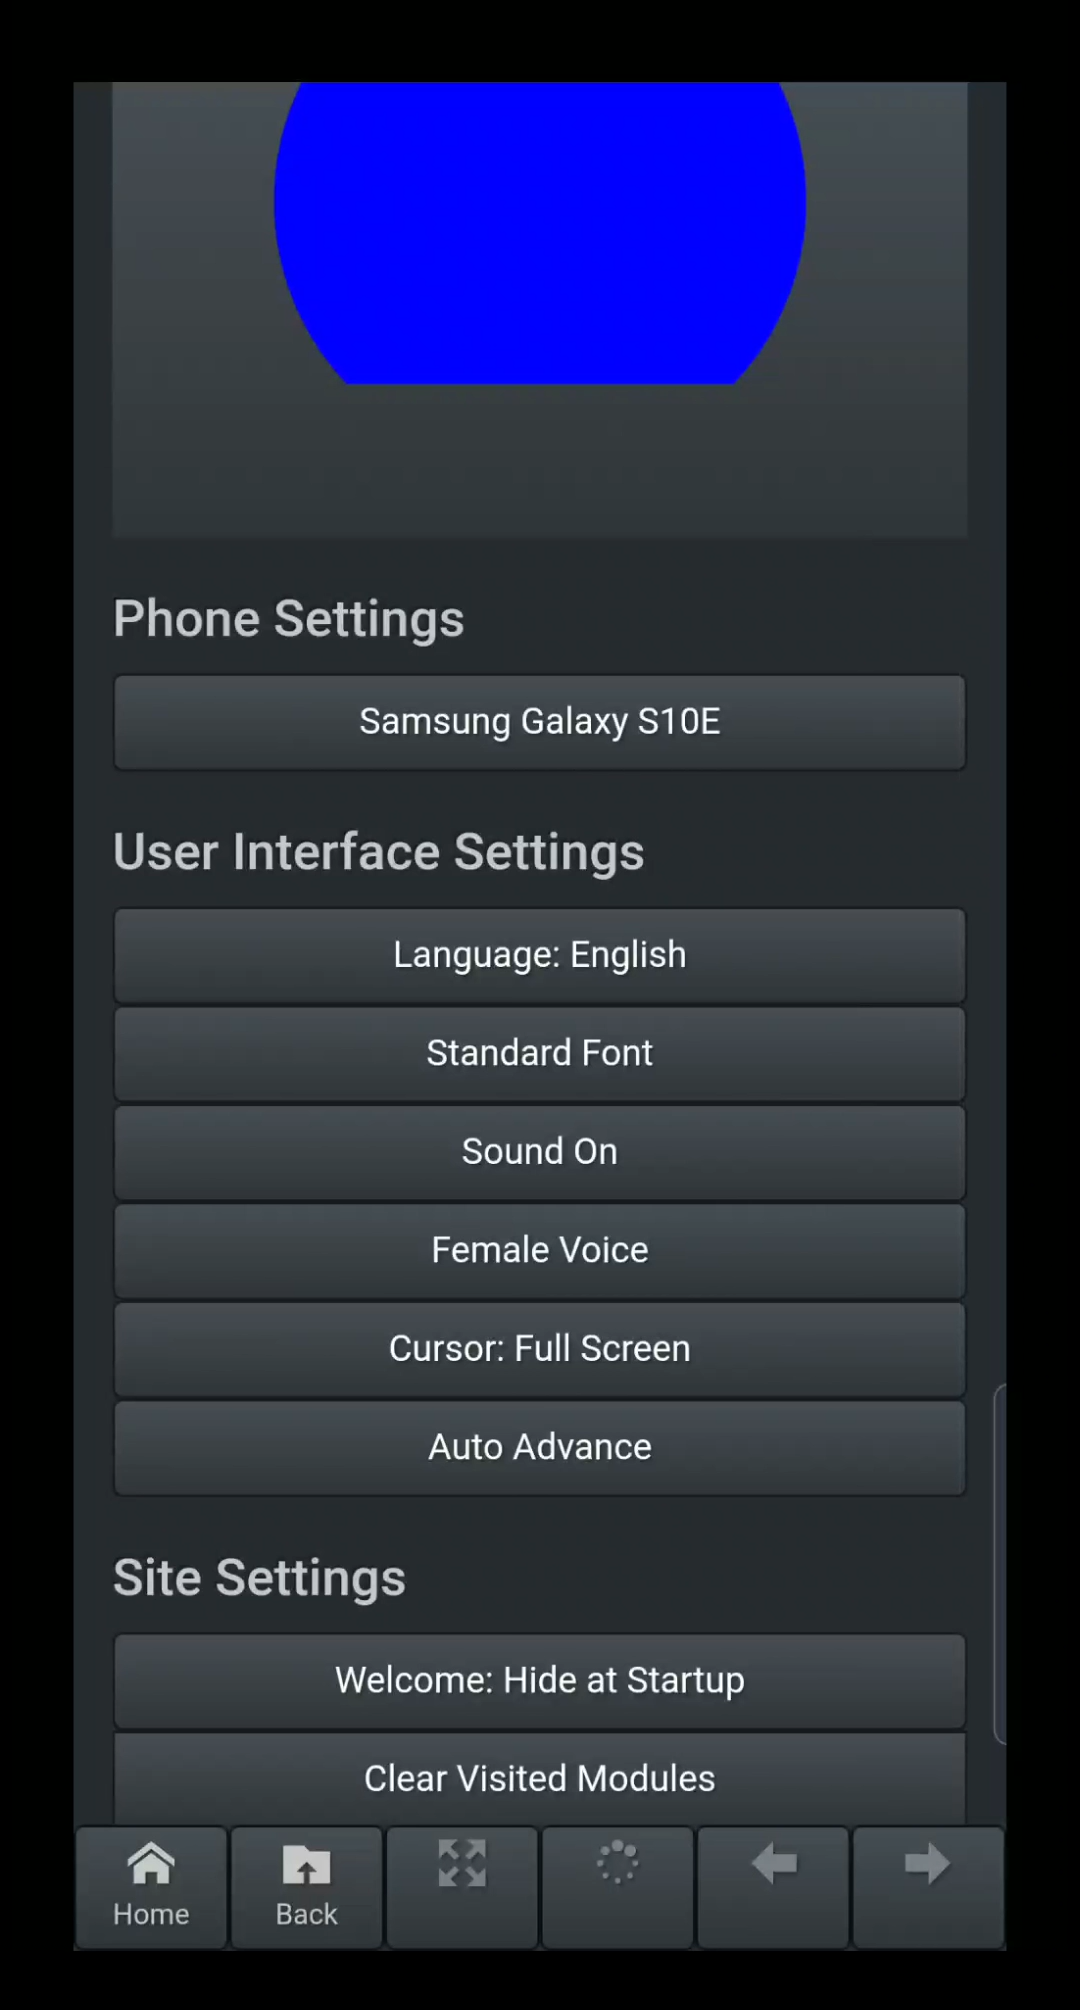 Phone Settings
Samsung Galaxy S10E
User Interface Settings
Language: English
Standard Font
Sound On
Female Voice
Cursor: Full Screen
Auto Advance
Site Settings
Welcome: Hide at Startup
Clear Visited Modules
Home
Back